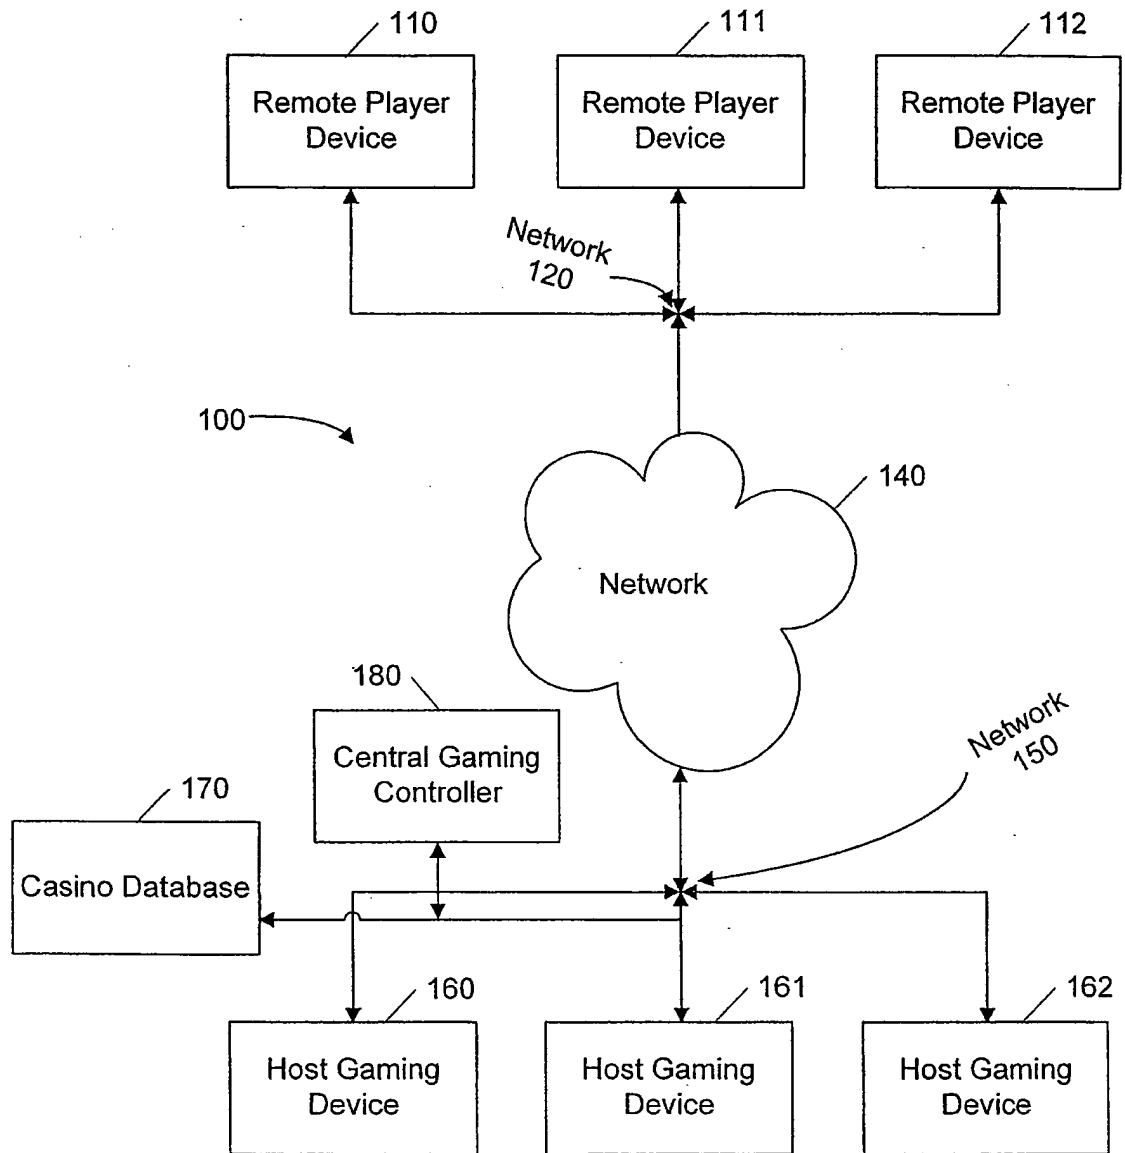 110
111
112
Remote Player
Device
Remote Player
Device
Remote Player
Device
Network
120
100
140
Network
180
Central Gaming
Controller
Network
150
170
Casino Database
160
161
162
Host Gaming
Device
Host Gaming
Device
Host Gaming
Device